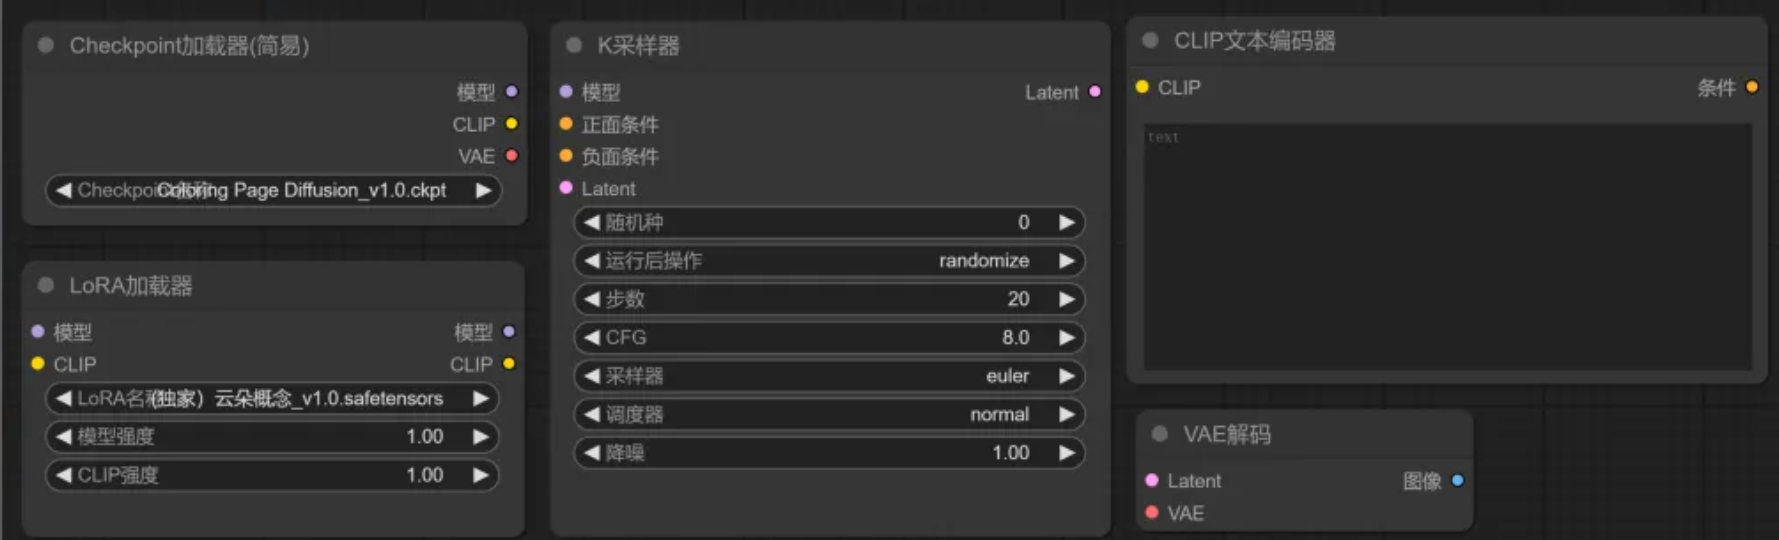 Checkpoint加载器(简易)
模型
CLIP
VAE
Coloring Page Diffusion_v1.0.ckpt
LoRA加载器
模型 模型
CLIP CLIP
LoRA名称 (独家）云朵概念_v1.0.safetensors
模型强度 1.00
CLIP强度 1.00
K采样器
模型 Latent
正面条件
负面条件
Latent
随机种 0
运行后操作 randomize
步数 20
CFG 8.0
采样器 euler
调度器 normal
降噪 1.00
CLIP文本编码器
CLIP 条件
text
VAE解码
Latent 图像
VAE